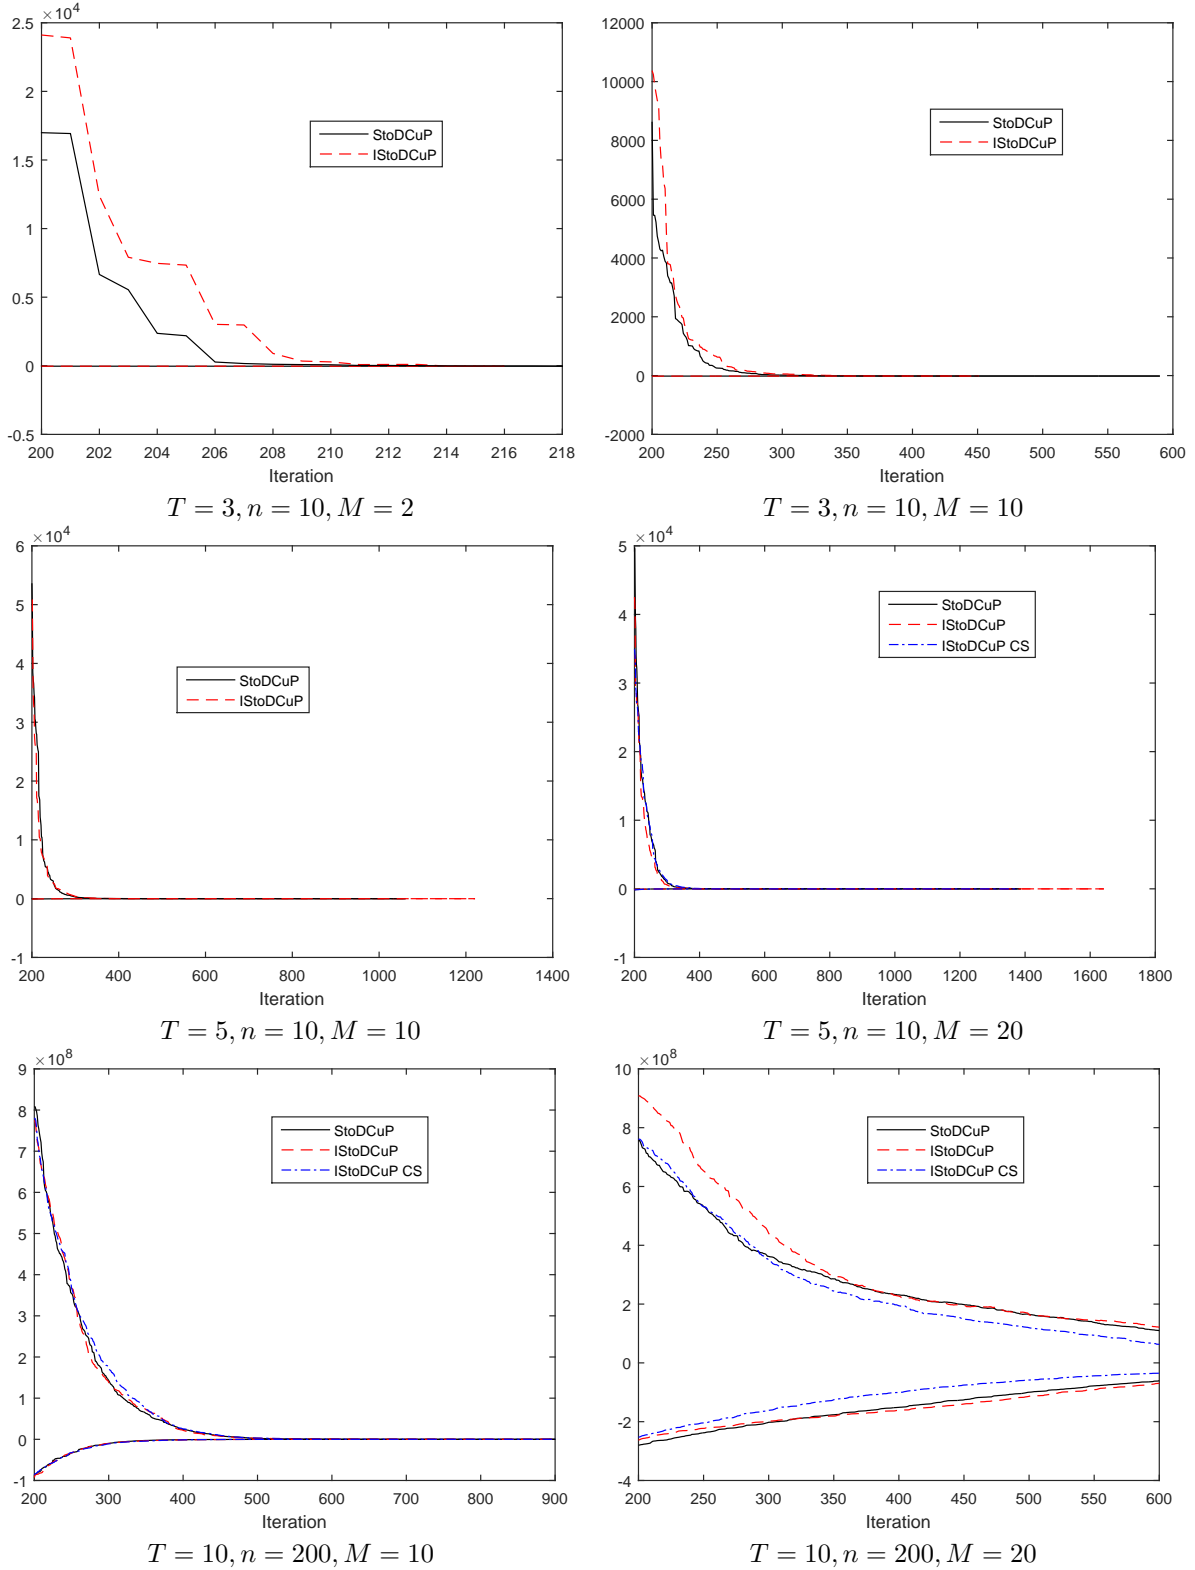 ×10^4
2.5
2
1.5
1
0.5
0
-0.5
200 202 204 206 208 210 212 214 216 218
Iteration
StoDCuP
IStoDCuP
T = 3, n = 10, M = 2
12000
10000
8000
6000
4000
2000
0
-2000
200 250 300 350 400 450 500 550 600
Iteration
StoDCuP
IStoDCuP
T = 3, n = 10, M = 10
×10^4
6
5
4
3
2
1
0
-1
200 400 600 800 1000 1200 1400
Iteration
StoDCuP
IStoDCuP
T = 5, n = 10, M = 10
×10^4
5
4
3
2
1
0
-1
200 400 600 800 1000 1200 1400 1600 1800
Iteration
StoDCuP
IStoDCuP
IStoDCuP CS
T = 5, n = 10, M = 20
×10^8
9
8
7
6
5
4
3
2
1
0
-1
200 300 400 500 600 700 800 900
Iteration
StoDCuP
IStoDCuP
IStoDCuP CS
T = 10, n = 200, M = 10
×10^8
10
8
6
4
2
0
-2
-4
200 250 300 350 400 450 500 550 600
Iteration
StoDCuP
IStoDCuP
IStoDCuP CS
T = 10, n = 200, M = 20